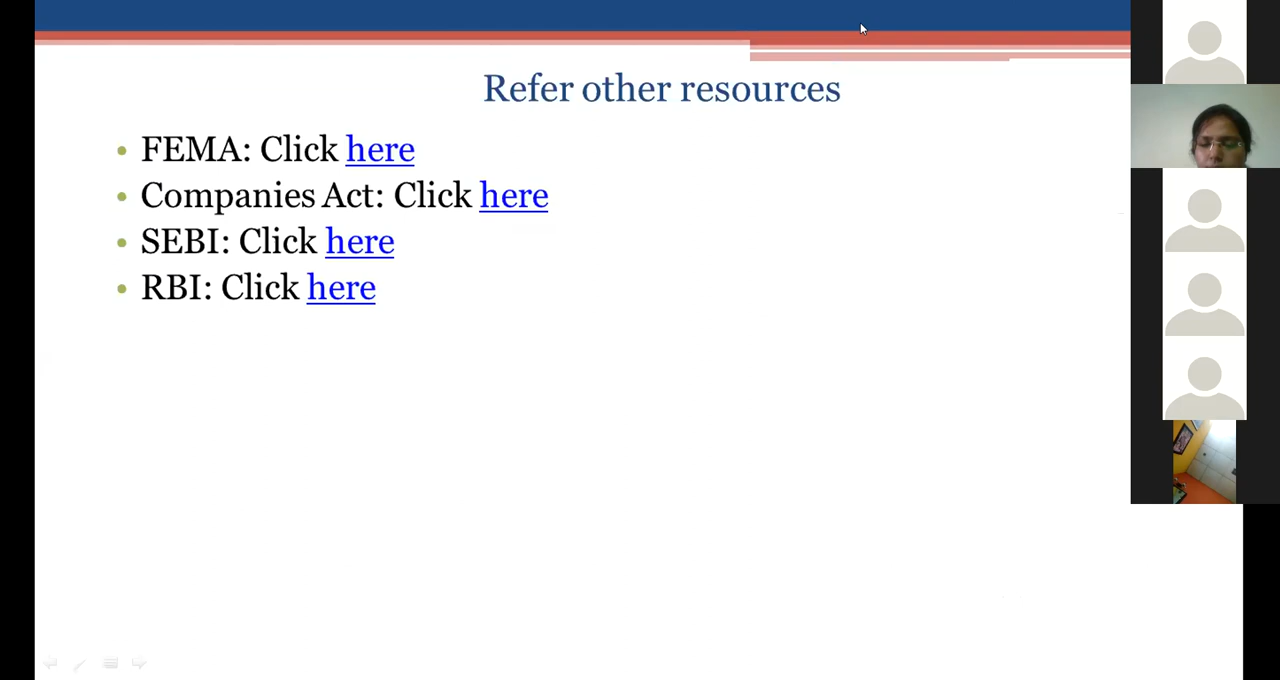 Refer other resources
• FEMA: Click here
• Companies Act: Click here
• SEBI: Click here
• RBI: Click here